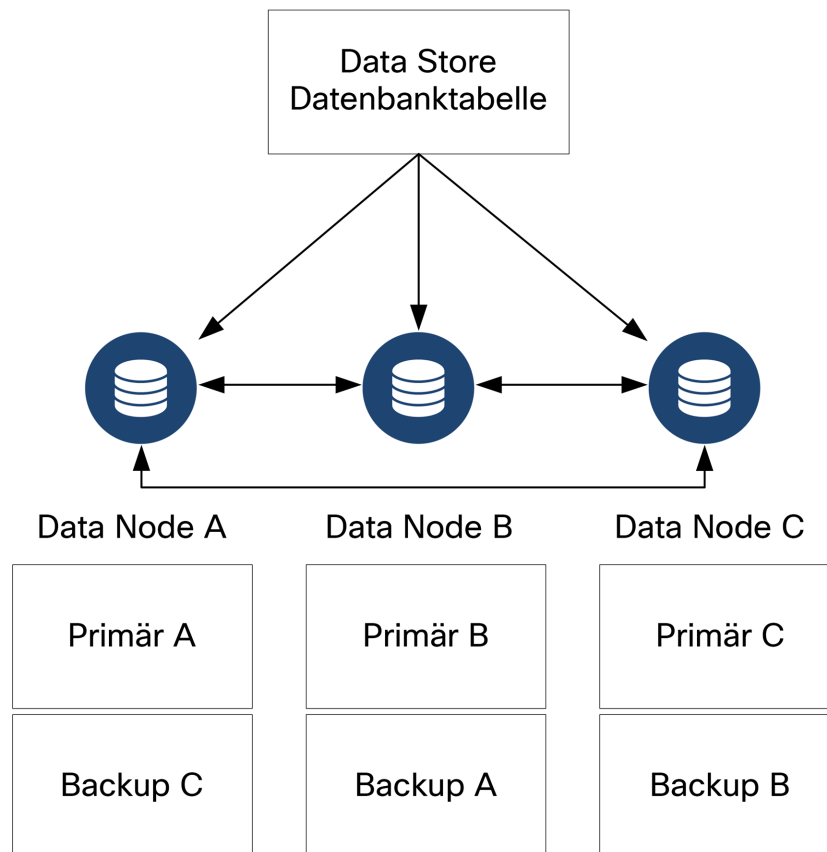 Data Store
Datenbanktabelle
Data Node A
Data Node B
Data Node C
Primär A
Primär B
Primär C
Backup C
Backup A
Backup B